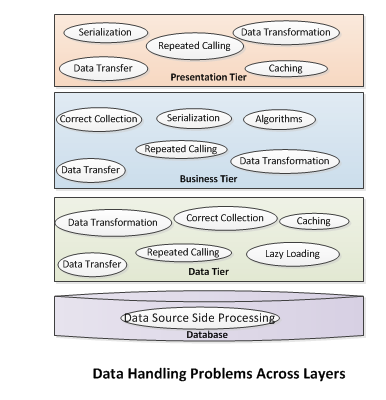 Serialization
Data Transformation
Repeated Calling
Data Transfer
Caching
Presentation Tier
Correct Collection
Serialization
Algorithms
Repeated Calling
Data Transformation
Data Transfer
Business Tier
Data Transformation
Correct Collection
Caching
Repeated Calling
Lazy Loading
Data Transfer
Data Tier
Data Source Side Processing
Database
Data Handling Problems Across Layers